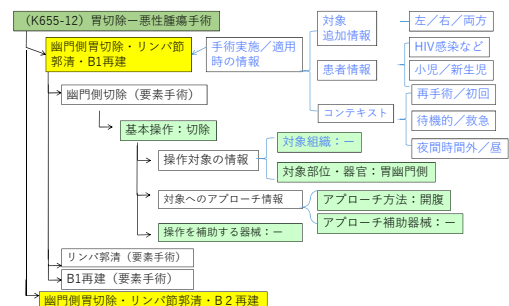 （K655-12）胃切除ー悪性腫瘍手術
幽門側胃切除・リンパ節
郭清・B1再建
手術実施／適用
時の情報
対象
追加情報
左／右／両方
患者情報
HIV感染など
小児／新生児
コンテキスト
再手術／初回
待機的／救急
夜間時間外／昼
幽門側切除（要素手術）
基本操作：切除
操作対象の情報
対象組織：ー
対象部位・器官：胃幽門側
対象へのアプローチ情報
アプローチ方法：開腹
アプローチ補助器械：ー
操作を補助する器械：ー
リンパ郭清（要素手術）
B1再建（要素手術）
幽門側胃切除・リンパ節郭清・B２再建